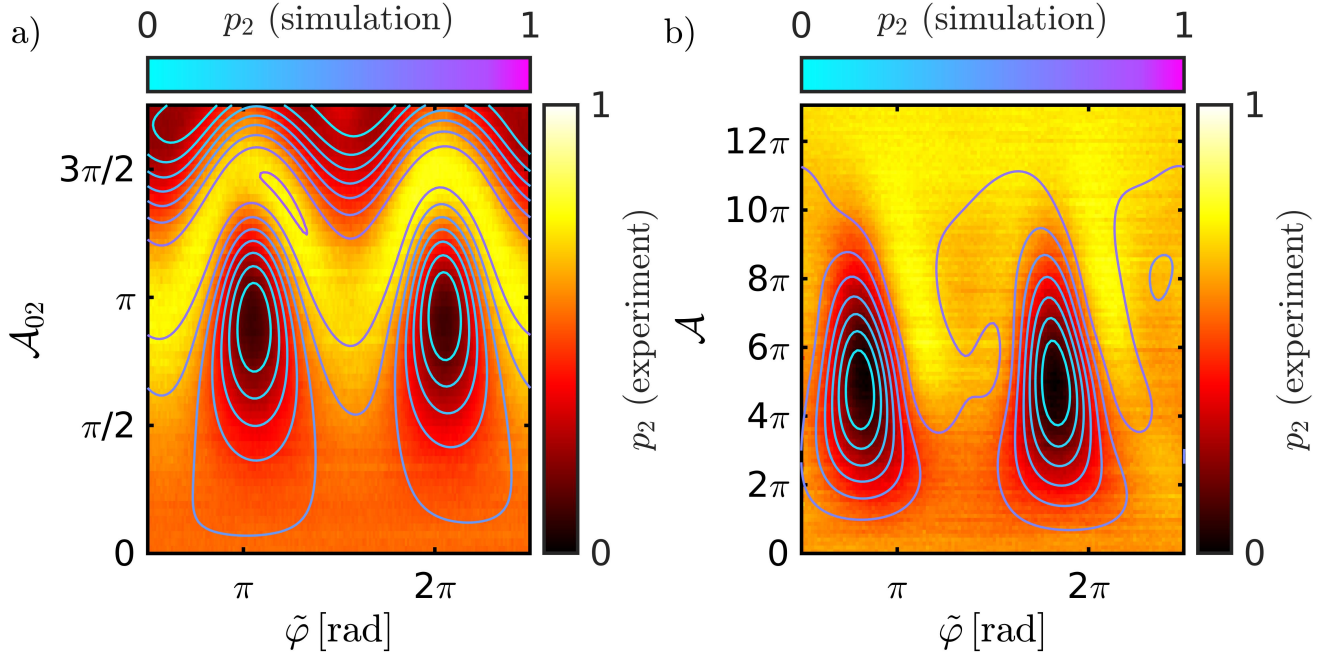 a)
0 p₂ (simulation) 1
3π/2
π
π/2
0
𝒜₀₂
π 2π
φ̃ [rad]
1
0
p₂ (experiment)
b)
0 p₂ (simulation) 1
12π
10π
8π
6π
4π
2π
0
𝒜
π 2π
φ̃ [rad]
1
0
p₂ (experiment)